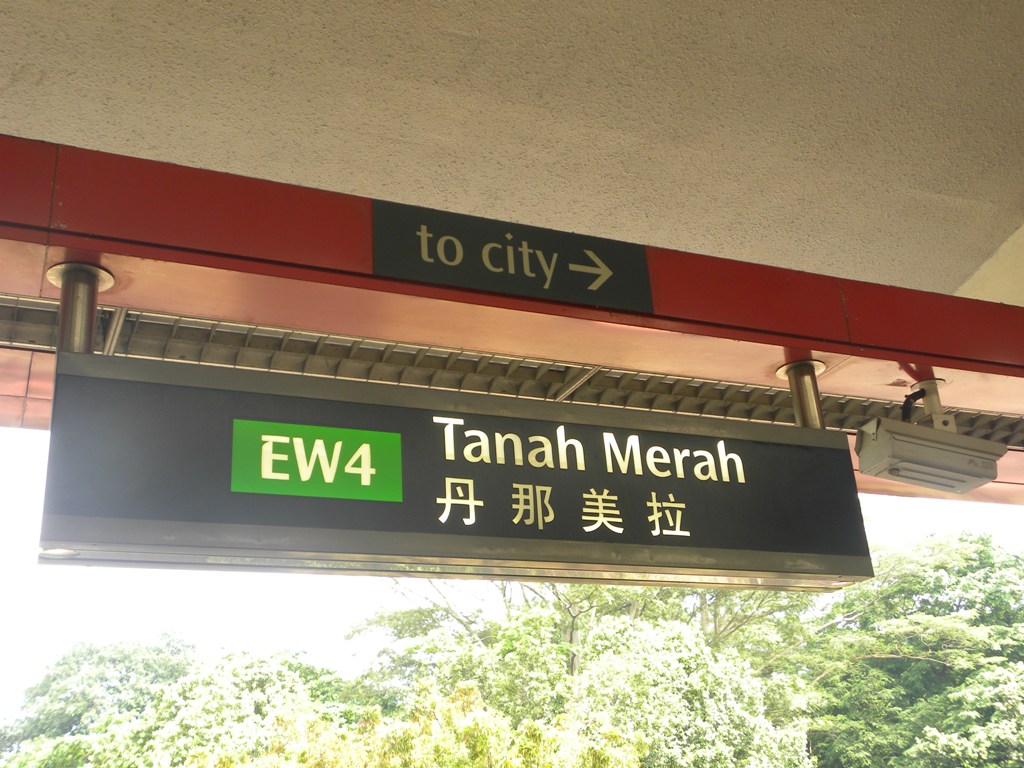 to city →
EW4
Tanah Merah
丹那美拉